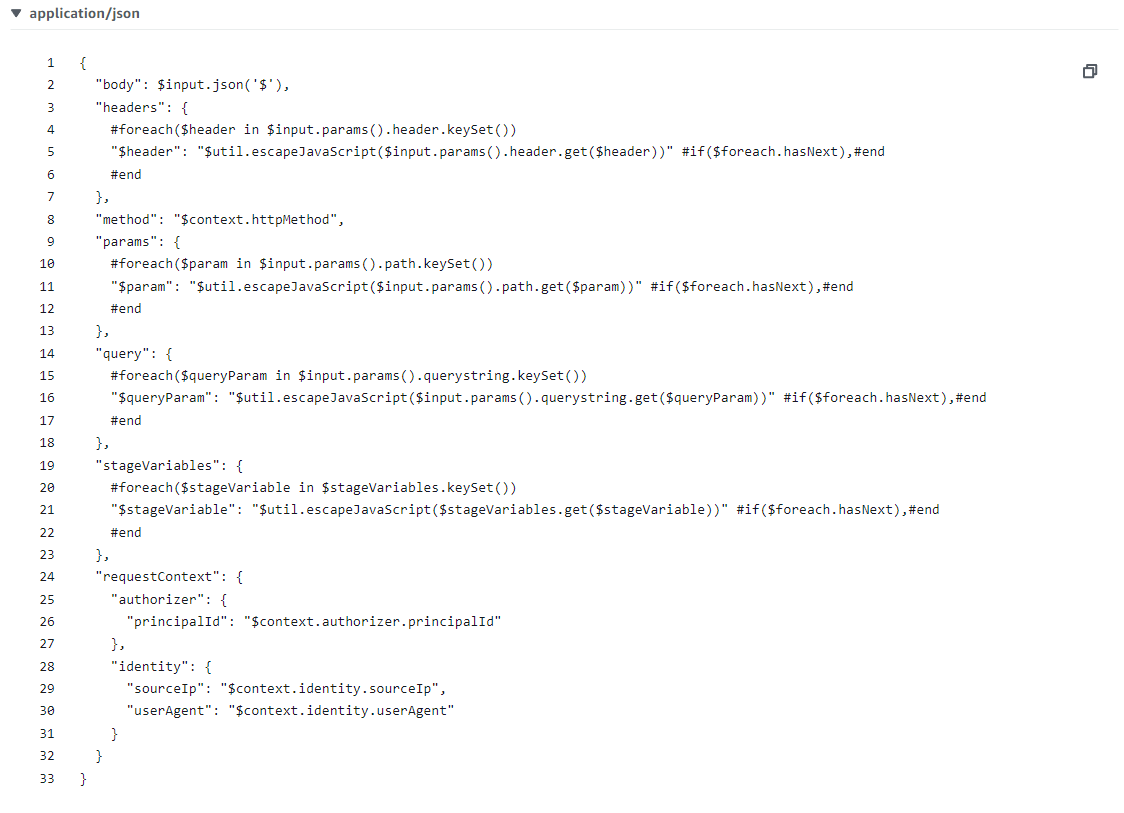 application/json
1 {
2 "body": $input.json('$'),
3 "headers": {
4 #foreach($header in $input.params().header.keySet())
5 "$header": "$util.escapeJavaScript($input.params().header.get($header))" #if($foreach.hasNext),#end
6 #end
7 },
8 "method": "$context.httpMethod",
9 "params": {
10 #foreach($param in $input.params().path.keySet())
11 "$param": "$util.escapeJavaScript($input.params().path.get($param))" #if($foreach.hasNext),#end
12 #end
13 },
14 "query": {
15 #foreach($queryParam in $input.params().querystring.keySet())
16 "$queryParam": "$util.escapeJavaScript($input.params().querystring.get($queryParam))" #if($foreach.hasNext),#end
17 #end
18 },
19 "stageVariables": {
20 #foreach($stageVariable in $stageVariables.keySet())
21 "$stageVariable": "$util.escapeJavaScript($stageVariables.get($stageVariable))" #if($foreach.hasNext),#end
22 #end
23 },
24 "requestContext": {
25 "authorizer": {
26 "principalId": "$context.authorizer.principalId"
27 },
28 "identity": {
29 "sourceIp": "$context.identity.sourceIp",
30 "userAgent": "$context.identity.userAgent"
31 }
32 }
33 }